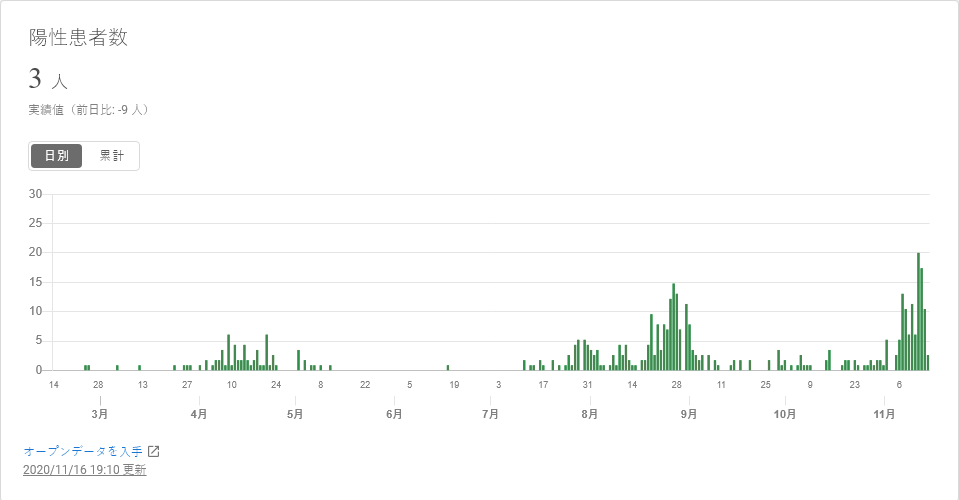 陽性患者数
3 人
実績値（前日比: -9 人）
日別 累計
30
25
20
15
10
5
0
14 28 13 27 10 24 8 22 5 19 3 17 31 14 28 11 25 9 23 6
3月 4月 5月 6月 7月 8月 9月 10月 11月
オープンデータを入手
2020/11/16 19:10 更新